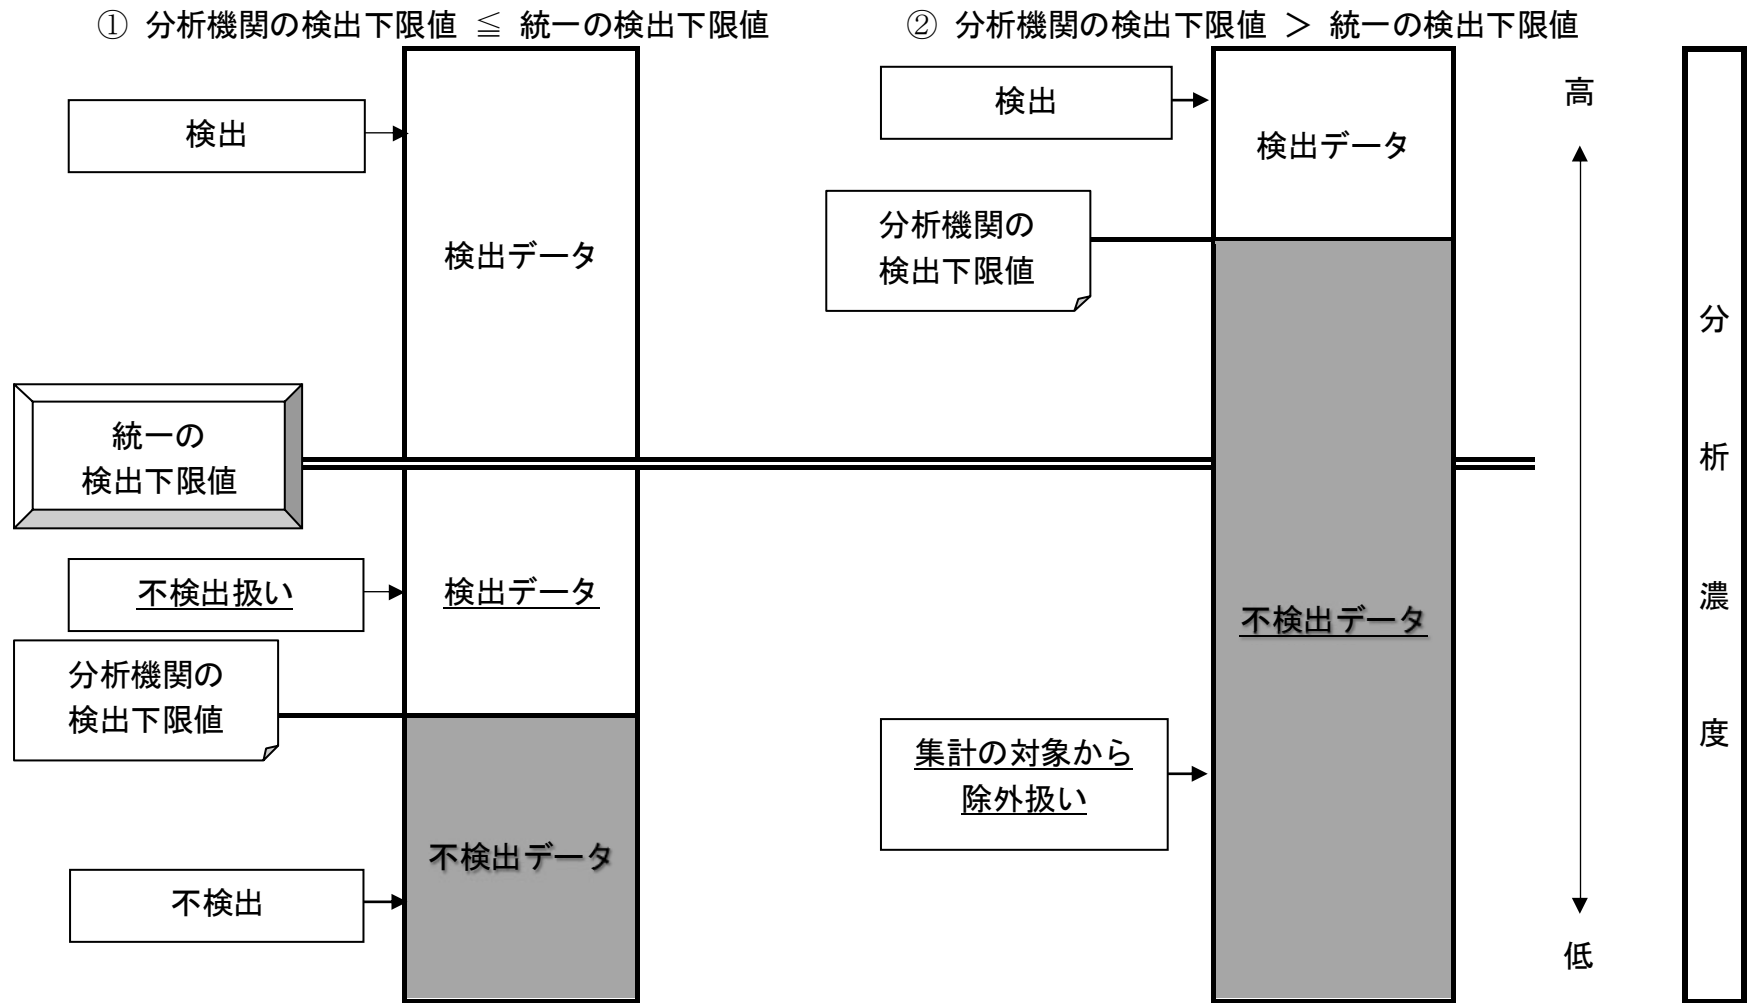 ① 分析機関の検出下限値 ≦ 統一の検出下限値
検出
検出データ
統一の
検出下限値
不検出扱い
検出データ
分析機関の
検出下限値
不検出データ
不検出
② 分析機関の検出下限値 > 統一の検出下限値
検出
検出データ
分析機関の
検出下限値
不検出データ
集計の対象から
除外扱い
高
低
分
析
濃
度